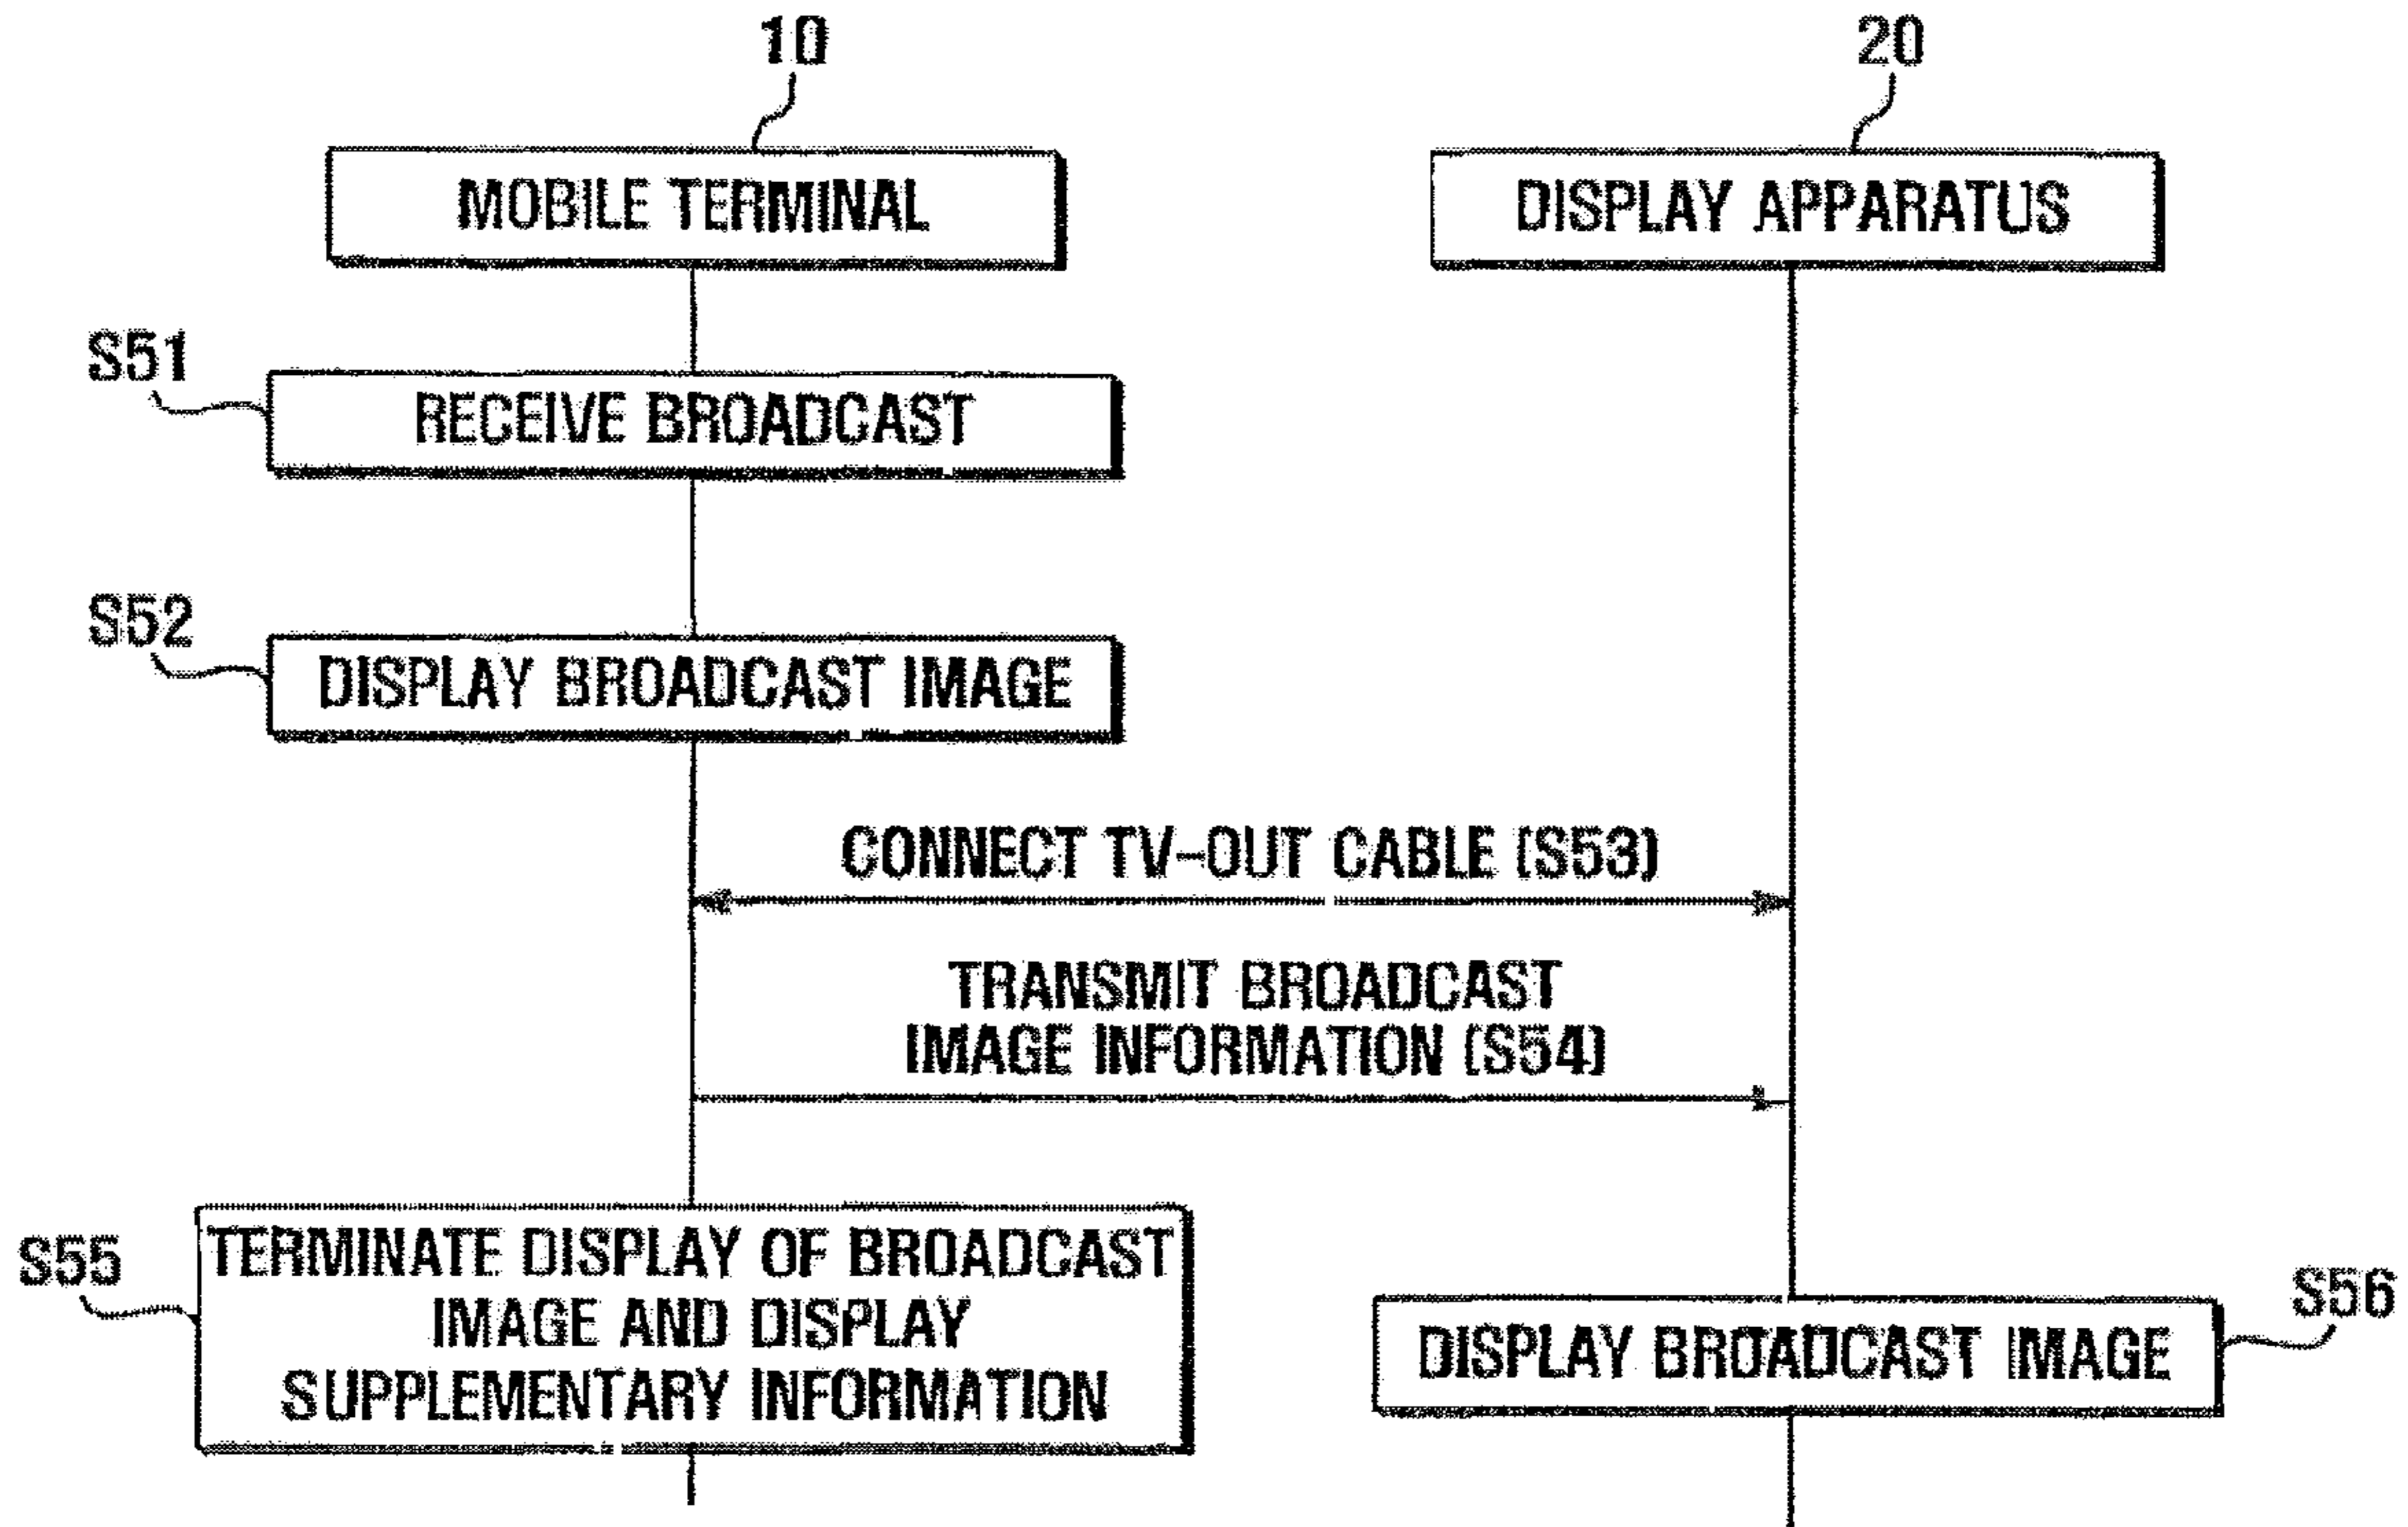 10
20
MOBILE TERMINAL
DISPLAY APPARATUS
S51
RECEIVE BROADCAST
S52
DISPLAY BROADCAST IMAGE
CONNECT TV-OUT CABLE (S53)
TRANSMIT BROADCAST
IMAGE INFORMATION (S54)
S55
TERMINATE DISPLAY OF BROADCAST
IMAGE AND DISPLAY
SUPPLEMENTARY INFORMATION
S56
DISPLAY BROADCAST IMAGE